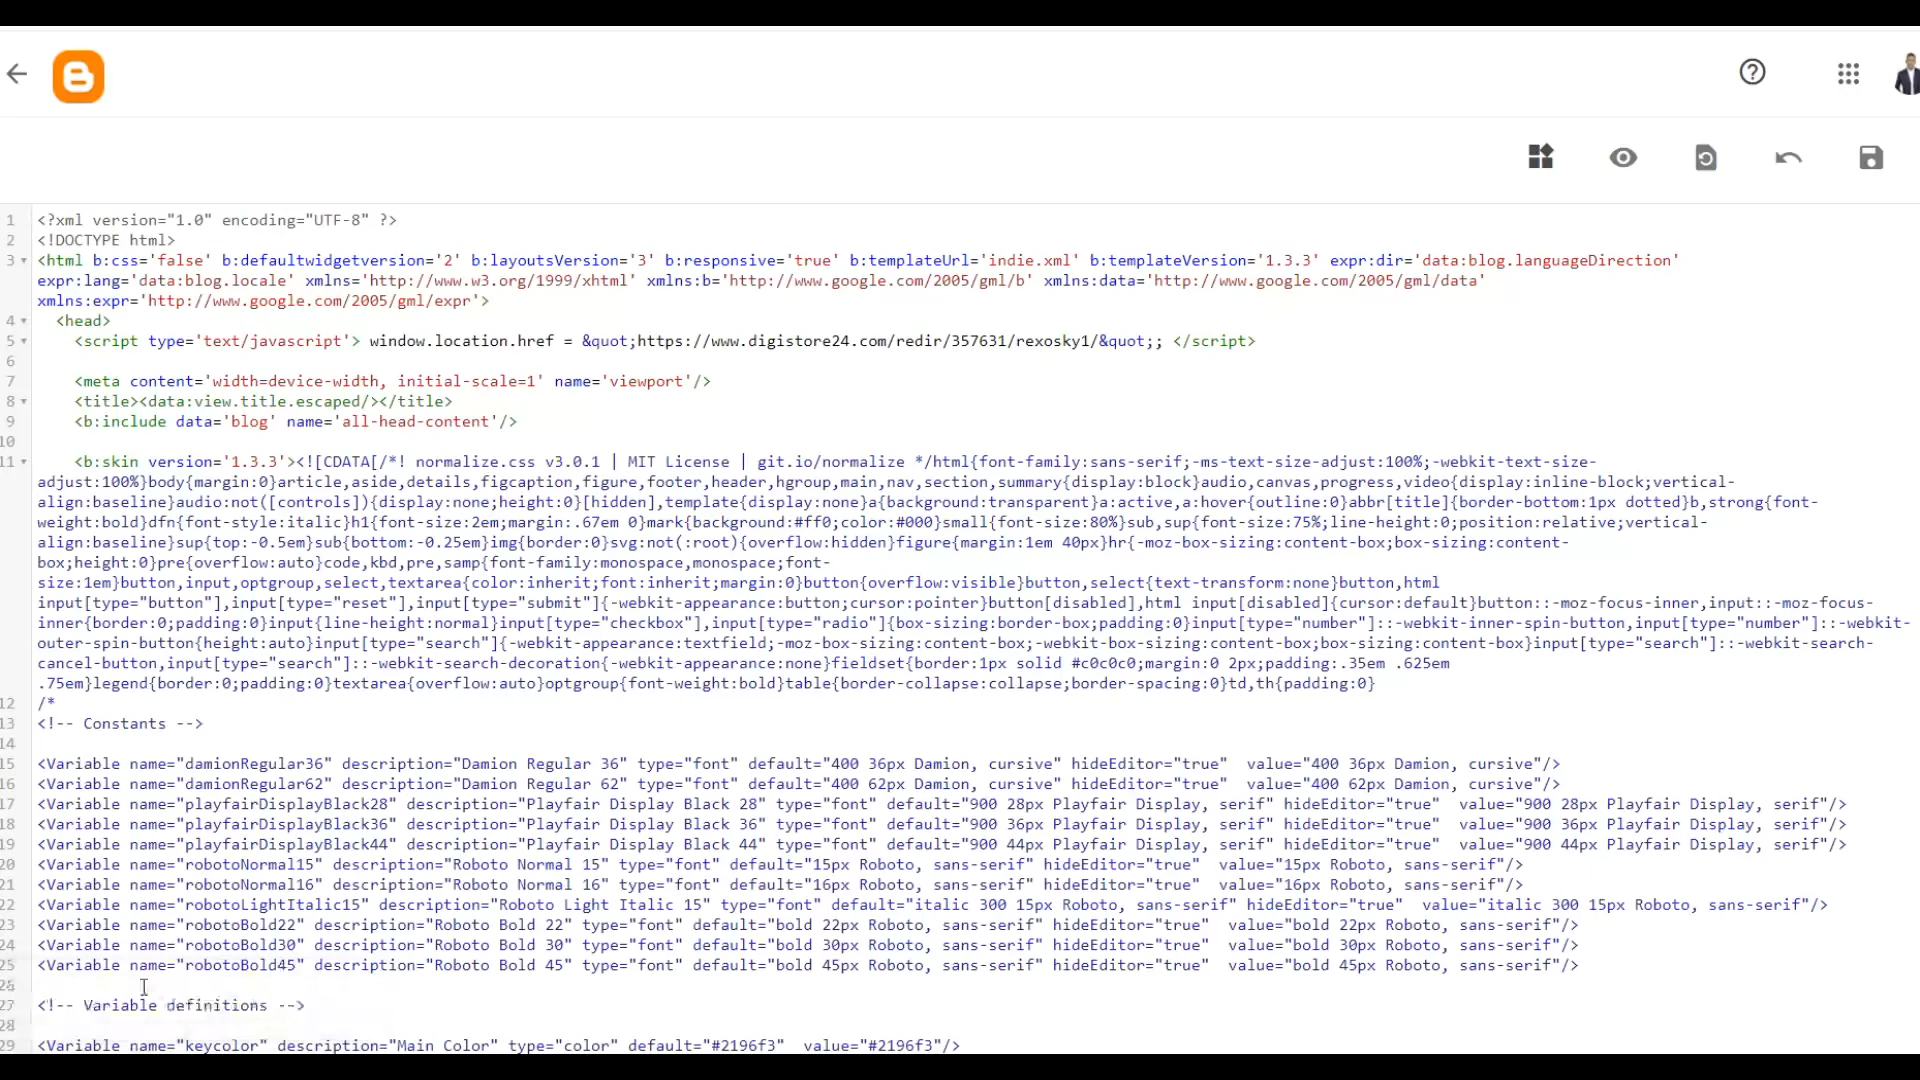 1 <?xml version="1.0" encoding="UTF-8" ?>
2 <!DOCTYPE html>
3 <html b:css='false' b:defaultwidgetversion='2' b:layoutsVersion='3' b:responsive='true' b:templateUrl='indie.xml' b:templateVersion='1.3.3' expr:dir='data:blog.languageDirection'
expr:lang='data:blog.locale' xmlns='http://www.w3.org/1999/xhtml' xmlns:b='http://www.google.com/2005/gml/b' xmlns:data='http://www.google.com/2005/gml/data'
xmlns:expr='http://www.google.com/2005/gml/expr'>
4 <head>
5 <script type='text/javascript'> window.location.href = &quot;https://www.digistore24.com/redir/357631/rexosky1/&quot;; </script>
6
7 <meta content='width=device-width, initial-scale=1' name='viewport'/>
8 <title><data:view.title.escaped/></title>
9 <b:include data='blog' name='all-head-content'/>
10
11 <b:skin version='1.3.3'><![CDATA[/*! normalize.css v3.0.1 | MIT License | git.io/normalize */html{font-family:sans-serif;-ms-text-size-adjust:100%;-webkit-text-size-
adjust:100%}body{margin:0}article,aside,details,figcaption,figure,footer,header,hgroup,main,nav,section,summary{display:block}audio,canvas,progress,video{display:inline-block;vertical-
align:baseline}audio:not([controls]){display:none;height:0}[hidden],template{display:none}a{background:transparent}a:active,a:hover{outline:0}abbr[title]{border-bottom:1px dotted}b,strong{font-
weight:bold}dfn{font-style:italic}h1{font-size:2em;margin:.67em 0}mark{background:#ff0;color:#000}small{font-size:80%}sub,sup{font-size:75%;line-height:0;position:relative;vertical-
align:baseline}sup{top:-0.5em}sub{bottom:-0.25em}img{border:0}svg:not(:root){overflow:hidden}figure{margin:1em 40px}hr{-moz-box-sizing:content-box;box-sizing:content-
box;height:0}pre{overflow:auto}code,kbd,pre,samp{font-family:monospace,monospace;font-
size:1em}button,input,optgroup,select,textarea{color:inherit;font:inherit;margin:0}button{overflow:visible}button,select{text-transform:none}button,html
input[type="button"],input[type="reset"],input[type="submit"]{-webkit-appearance:button;cursor:pointer}button[disabled],html input[disabled]{cursor:default}button::-moz-focus-inner,input::-moz-focus-
inner{border:0;padding:0}input{line-height:normal}input[type="checkbox"],input[type="radio"]{box-sizing:border-box;padding:0}input[type="number"]::-webkit-inner-spin-button,input[type="number"]::-webkit-
outer-spin-button{height:auto}input[type="search"]{-webkit-appearance:textfield;-moz-box-sizing:content-box;-webkit-box-sizing:content-box;box-sizing:content-box}input[type="search"]::-webkit-search-
cancel-button,input[type="search"]::-webkit-search-decoration{-webkit-appearance:none}fieldset{border:1px solid #c0c0c0;margin:0 2px;padding:.35em .625em
.75em}legend{border:0;padding:0}textarea{overflow:auto}optgroup{font-weight:bold}table{border-collapse:collapse;border-spacing:0}td,th{padding:0}
12 /*
13 <!-- Constants -->
14
15 <Variable name="damionRegular36" description="Damion Regular 36" type="font" default="400 36px Damion, cursive" hideEditor="true"  value="400 36px Damion, cursive"/>
16 <Variable name="damionRegular62" description="Damion Regular 62" type="font" default="400 62px Damion, cursive" hideEditor="true"  value="400 62px Damion, cursive"/>
17 <Variable name="playfairDisplayBlack28" description="Playfair Display Black 28" type="font" default="900 28px Playfair Display, serif" hideEditor="true"  value="900 28px Playfair Display, serif"/>
18 <Variable name="playfairDisplayBlack36" description="Playfair Display Black 36" type="font" default="900 36px Playfair Display, serif" hideEditor="true"  value="900 36px Playfair Display, serif"/>
19 <Variable name="playfairDisplayBlack44" description="Playfair Display Black 44" type="font" default="900 44px Playfair Display, serif" hideEditor="true"  value="900 44px Playfair Display, serif"/>
20 <Variable name="robotoNormal15" description="Roboto Normal 15" type="font" default="15px Roboto, sans-serif" hideEditor="true"  value="15px Roboto, sans-serif"/>
21 <Variable name="robotoNormal16" description="Roboto Normal 16" type="font" default="16px Roboto, sans-serif" hideEditor="true"  value="16px Roboto, sans-serif"/>
22 <Variable name="robotoLightItalic15" description="Roboto Light Italic 15" type="font" default="italic 300 15px Roboto, sans-serif" hideEditor="true"  value="italic 300 15px Roboto, sans-serif"/>
23 <Variable name="robotoBold22" description="Roboto Bold 22" type="font" default="bold 22px Roboto, sans-serif" hideEditor="true"  value="bold 22px Roboto, sans-serif"/>
24 <Variable name="robotoBold30" description="Roboto Bold 30" type="font" default="bold 30px Roboto, sans-serif" hideEditor="true"  value="bold 30px Roboto, sans-serif"/>
25 <Variable name="robotoBold45" description="Roboto Bold 45" type="font" default="bold 45px Roboto, sans-serif" hideEditor="true"  value="bold 45px Roboto, sans-serif"/>
26
27 <!-- Variable definitions -->
28
29 <Variable name="keycolor" description="Main Color" type="color" default="#2196f3"  value="#2196f3"/>